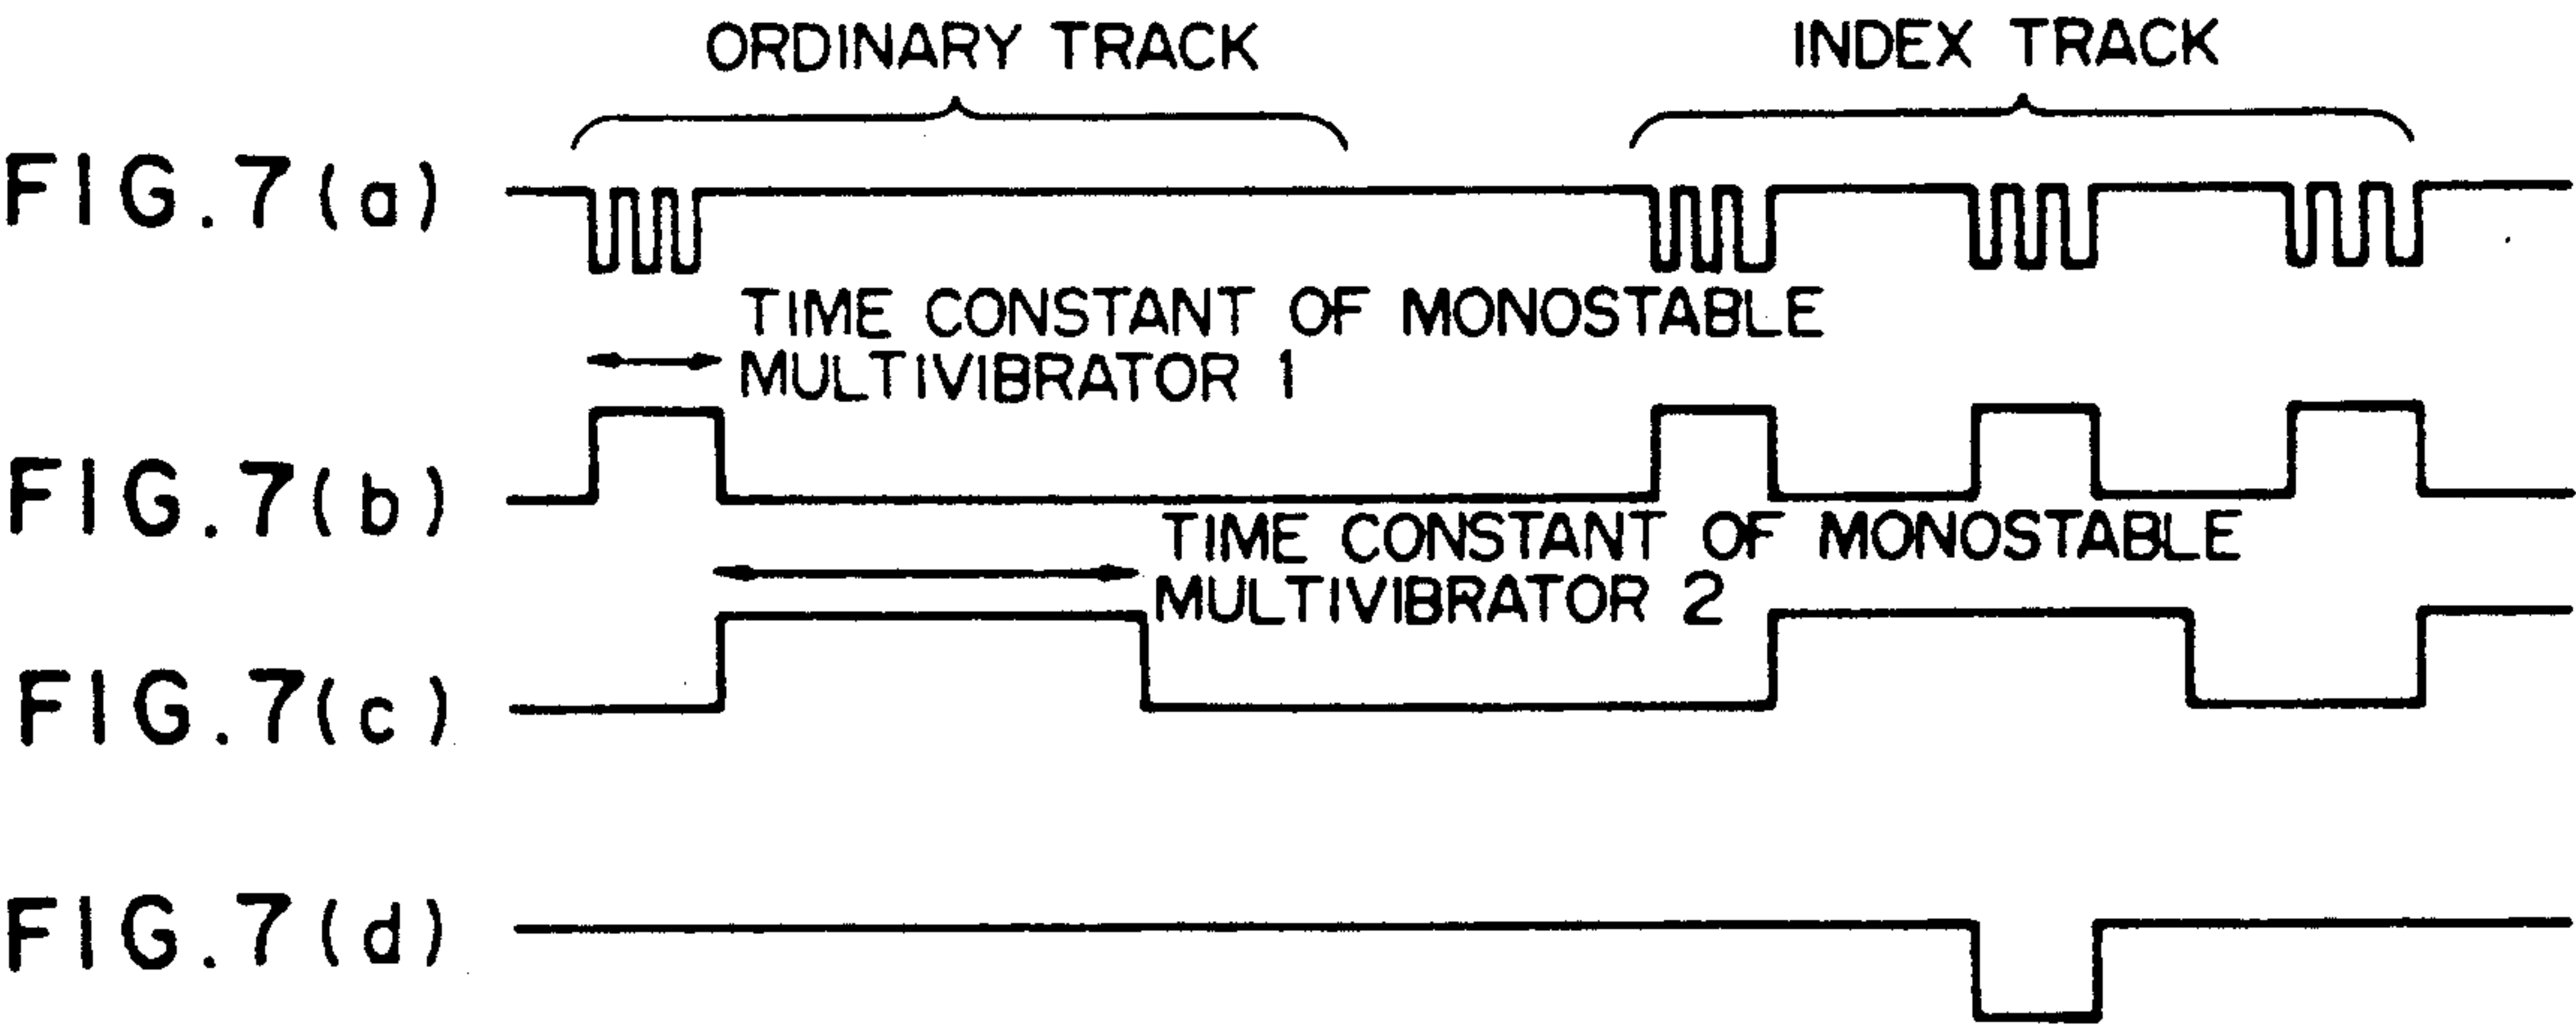 ORDINARY TRACK
INDEX TRACK
FIG.7(a)
TIME CONSTANT OF MONOSTABLE
MULTIVIBRATOR 1
FIG.7(b)
TIME CONSTANT OF MONOSTABLE
MULTIVIBRATOR 2
FIG.7(c)
FIG.7(d)